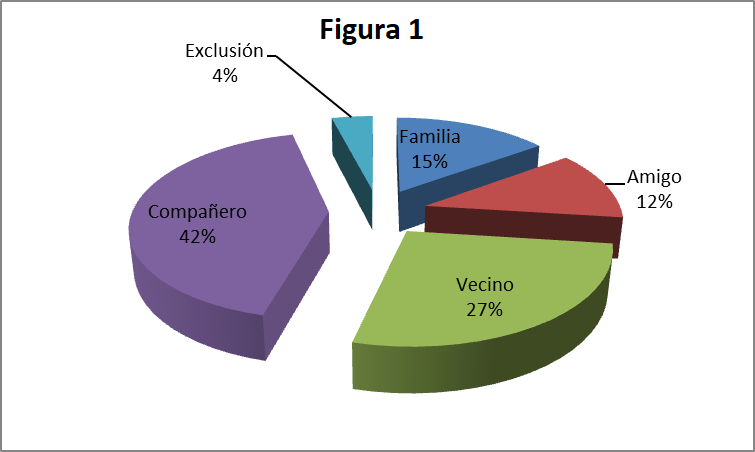 Figura 1
Exclusión
4%
Familia
15%
Amigo
12%
Compañero
42%
Vecino
27%